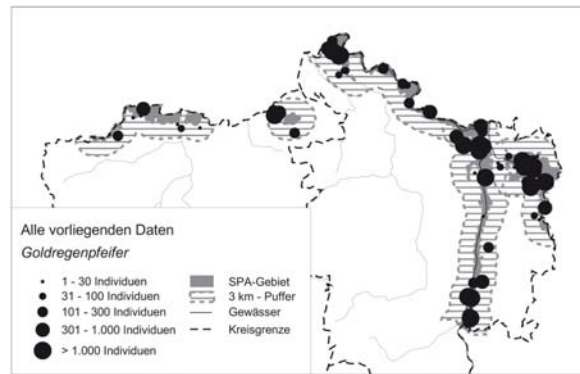 Alle vorliegenden Daten
Goldregenpfeifer
1 - 30 Individuen
31 - 100 Individuen
101 - 300 Individuen
301 - 1.000 Individuen
> 1.000 Individuen
SPA-Gebiet
3 km - Puffer
Gewässer
Kreisgrenze